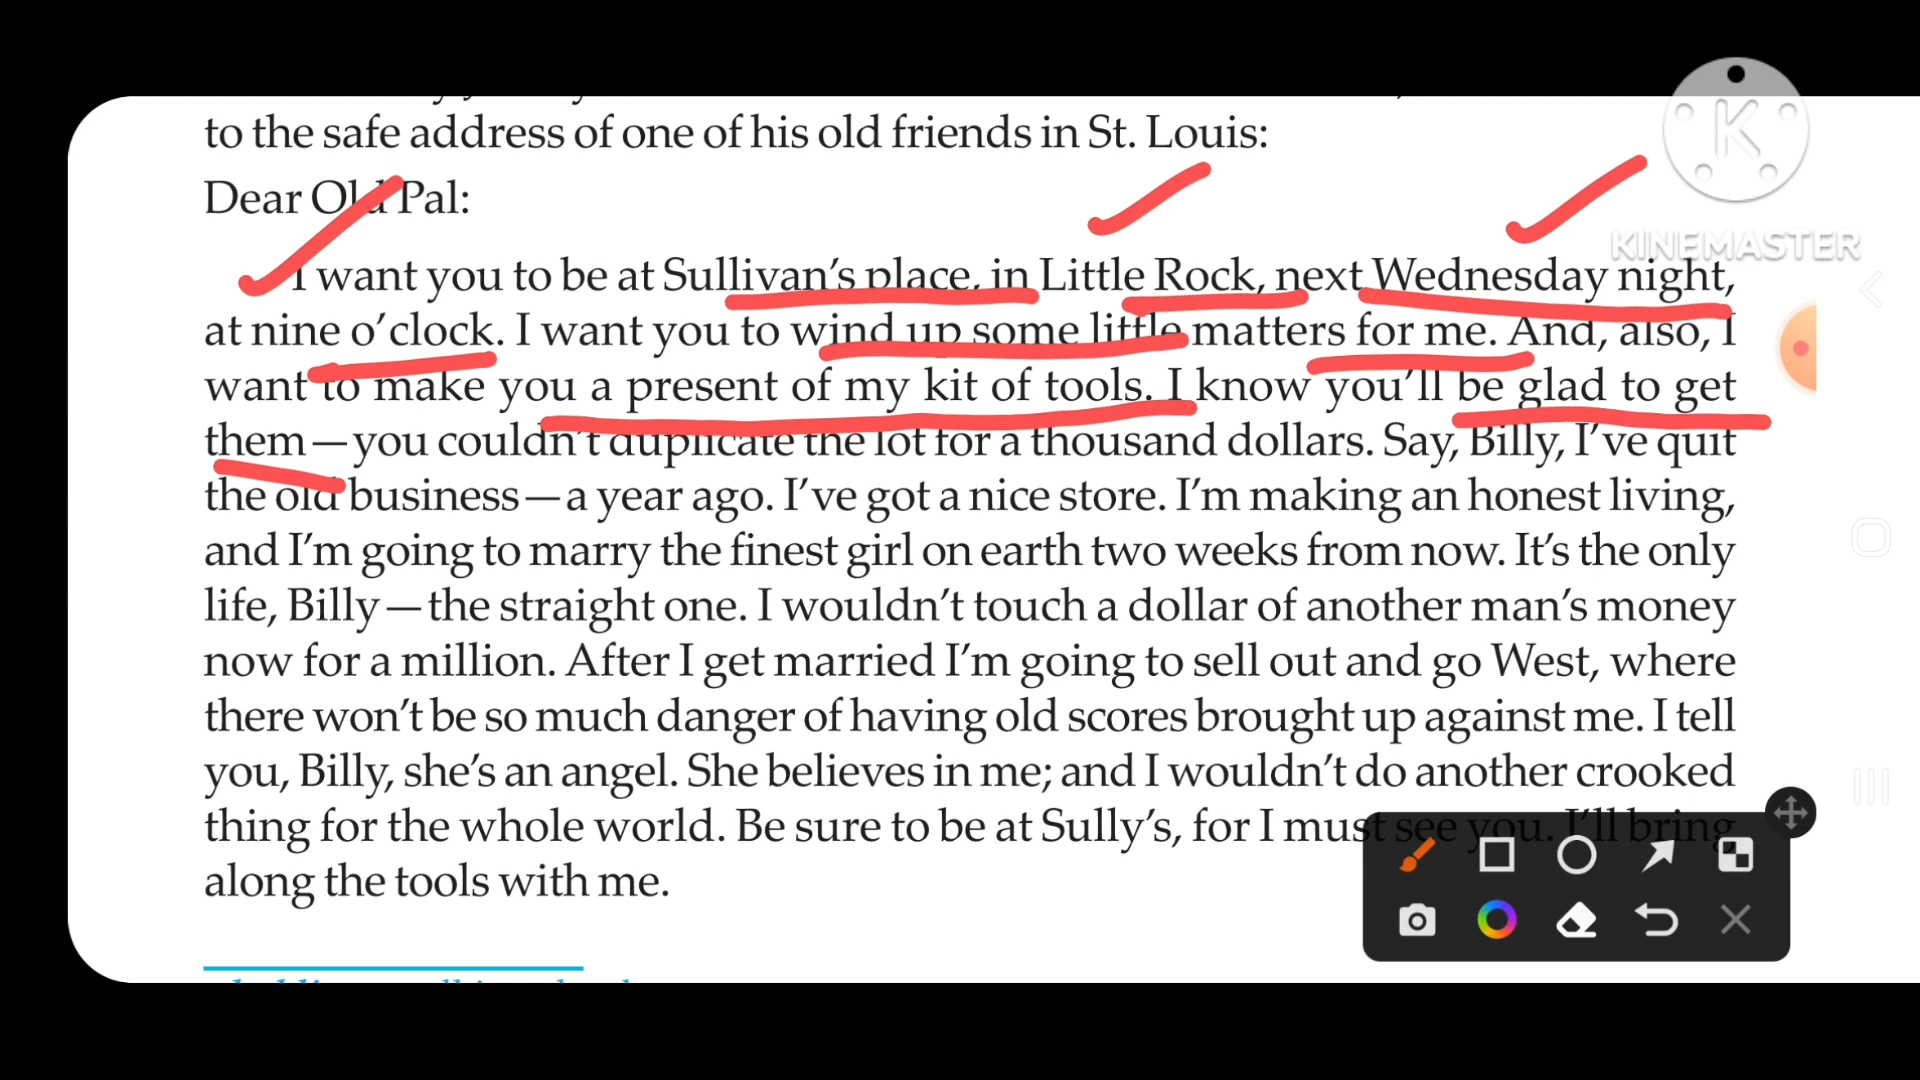 to the safe address of one of his old friends in St. Louis:
Dear Old Pal:
I want you to be at Sullivan's place, in Little Rock, next Wednesday night,
at nine o'clock. I want you to wind up some little matters for me. And, also, I
want to make you a present of my kit of tools. I know you'll be glad to get
them—you couldn't duplicate the lot for a thousand dollars. Say, Billy, I've quit
the old business—a year ago. I've got a nice store. I'm making an honest living,
and I'm going to marry the finest girl on earth two weeks from now. It's the only
life, Billy—the straight one. I wouldn't touch a dollar of another man's money
now for a million. After I get married I'm going to sell out and go West, where
there won't be so much danger of having old scores brought up against me. I tell
you, Billy, she's an angel. She believes in me; and I wouldn't do another crooked
thing for the whole world. Be sure to be at Sully's, for I must see you. I'll bring
along the tools with me.
K
KINEMASTER